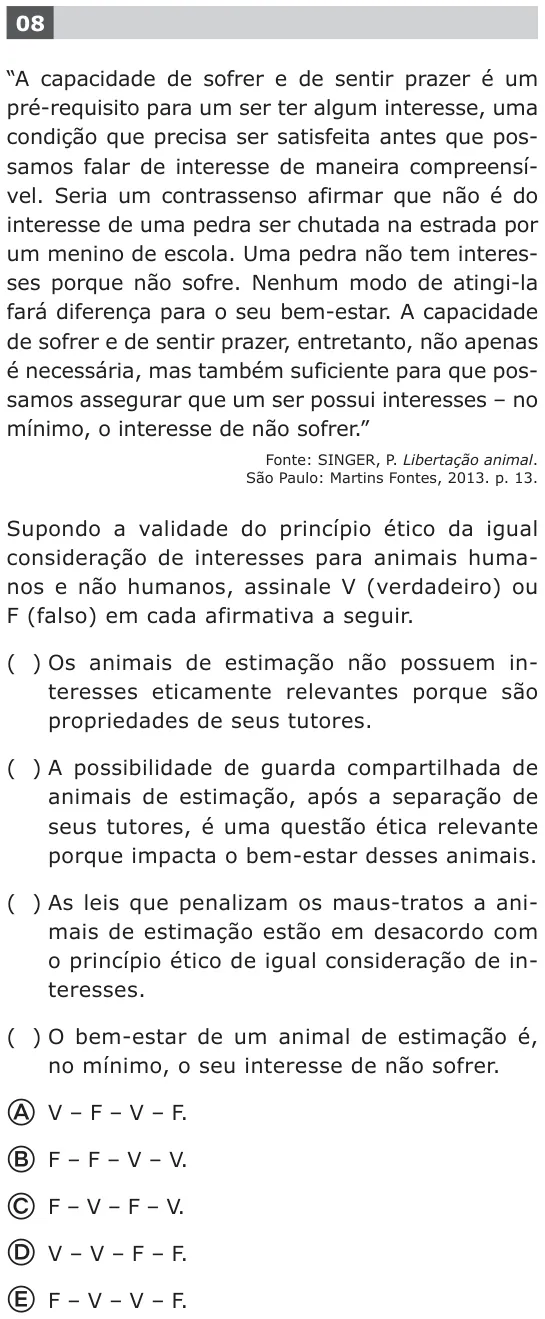 08
“A capacidade de sofrer e de sentir prazer é um
pré-requisito para um ser ter algum interesse, uma
condição que precisa ser satisfeita antes que pos-
samos falar de interesse de maneira compreensí-
vel. Seria um contrassenso afirmar que não é do
interesse de uma pedra ser chutada na estrada por
um menino de escola. Uma pedra não tem interes-
ses porque não sofre. Nenhum modo de atingi-la
fará diferença para o seu bem-estar. A capacidade
de sofrer e de sentir prazer, entretanto, não apenas
é necessária, mas também suficiente para que pos-
samos assegurar que um ser possui interesses – no
mínimo, o interesse de não sofrer.”
Fonte: SINGER, P. Libertação animal.
São Paulo: Martins Fontes, 2013. p. 13.
Supondo a validade do princípio ético da igual
consideração de interesses para animais huma-
nos e não humanos, assinale V (verdadeiro) ou
F (falso) em cada afirmativa a seguir.
( ) Os animais de estimação não possuem in-
teresses eticamente relevantes porque são
propriedades de seus tutores.
( ) A possibilidade de guarda compartilhada de
animais de estimação, após a separação de
seus tutores, é uma questão ética relevante
porque impacta o bem-estar desses animais.
( ) As leis que penalizam os maus-tratos a ani-
mais de estimação estão em desacordo com
o princípio ético de igual consideração de in-
teresses.
( ) O bem-estar de um animal de estimação é,
no mínimo, o seu interesse de não sofrer.
A V – F – V – F.
B F – F – V – V.
C F – V – F – V.
D V – V – F – F.
E F – V – V – F.